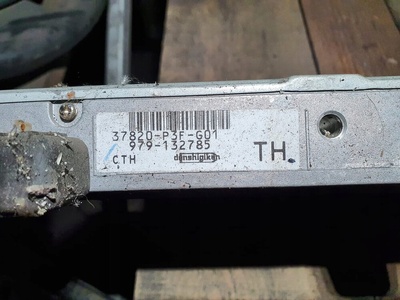 37820-P3F-G01
979-132785
CTH denshigiken TH